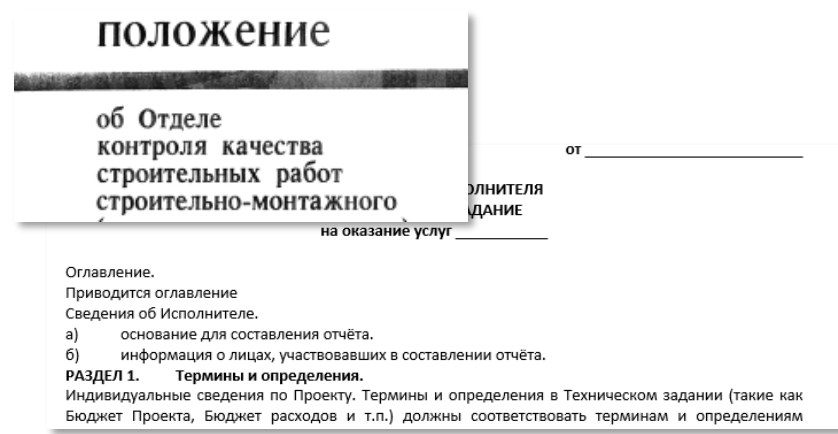 положение
об Отделе
контроля качества
строительных работ
строительно-монтажного
от
на оказание услуг
Оглавление.
Приводится оглавление
Сведения об Исполнителе.
а) основание для составления отчёта.
б) информация о лицах, участвовавших в составлении отчёта.
РАЗДЕЛ 1. Термины и определения.
Индивидуальные сведения по Проекту. Термины и определения в Техническом задании (такие как
Бюджет Проекта, Бюджет расходов и т.п.) должны соответствовать терминам и определениям